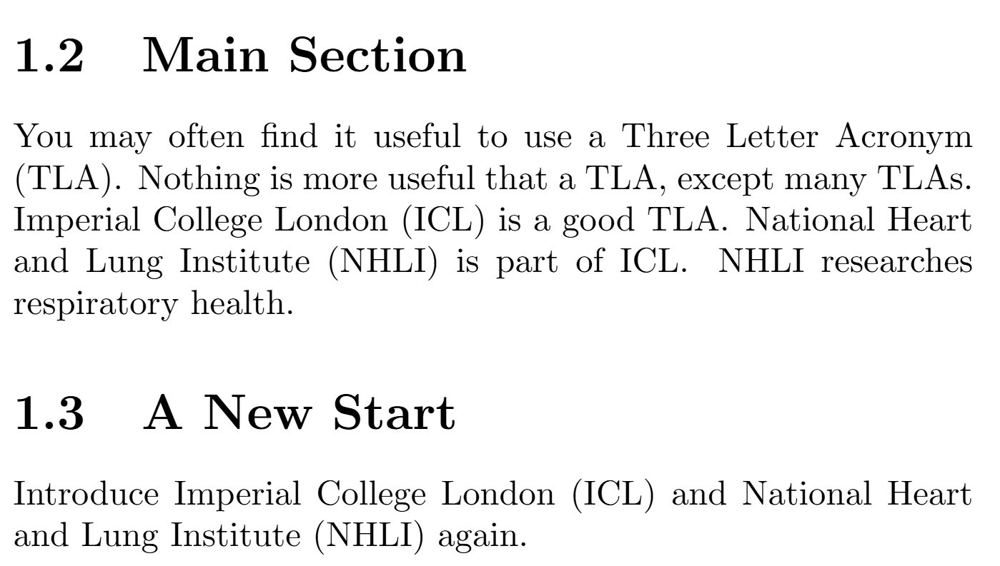 1.2 Main Section
You may often find it useful to use a Three Letter Acronym
(TLA). Nothing is more useful that a TLA, except many TLAs.
Imperial College London (ICL) is a good TLA. National Heart
and Lung Institute (NHLI) is part of ICL. NHLI researches
respiratory health.
1.3 A New Start
Introduce Imperial College London (ICL) and National Heart
and Lung Institute (NHLI) again.